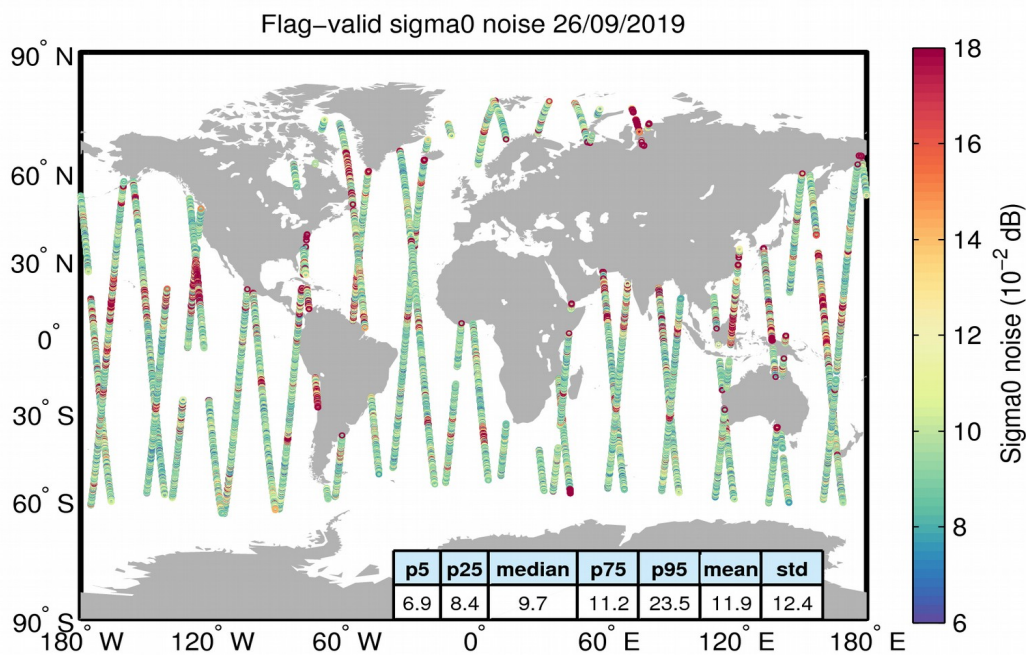 Flag−valid sigma0 noise 26/09/2019
90° N
60° N
30° N
0°
30° S
60° S
90° S
180° W
120° W
60° W
0°
60° E
120° E
180° E
p5 p25 median p75 p95 mean std
6.9 8.4 9.7 11.2 23.5 11.9 12.4
18
16
14
12
10
8
6
Sigma0 noise (10⁻² dB)